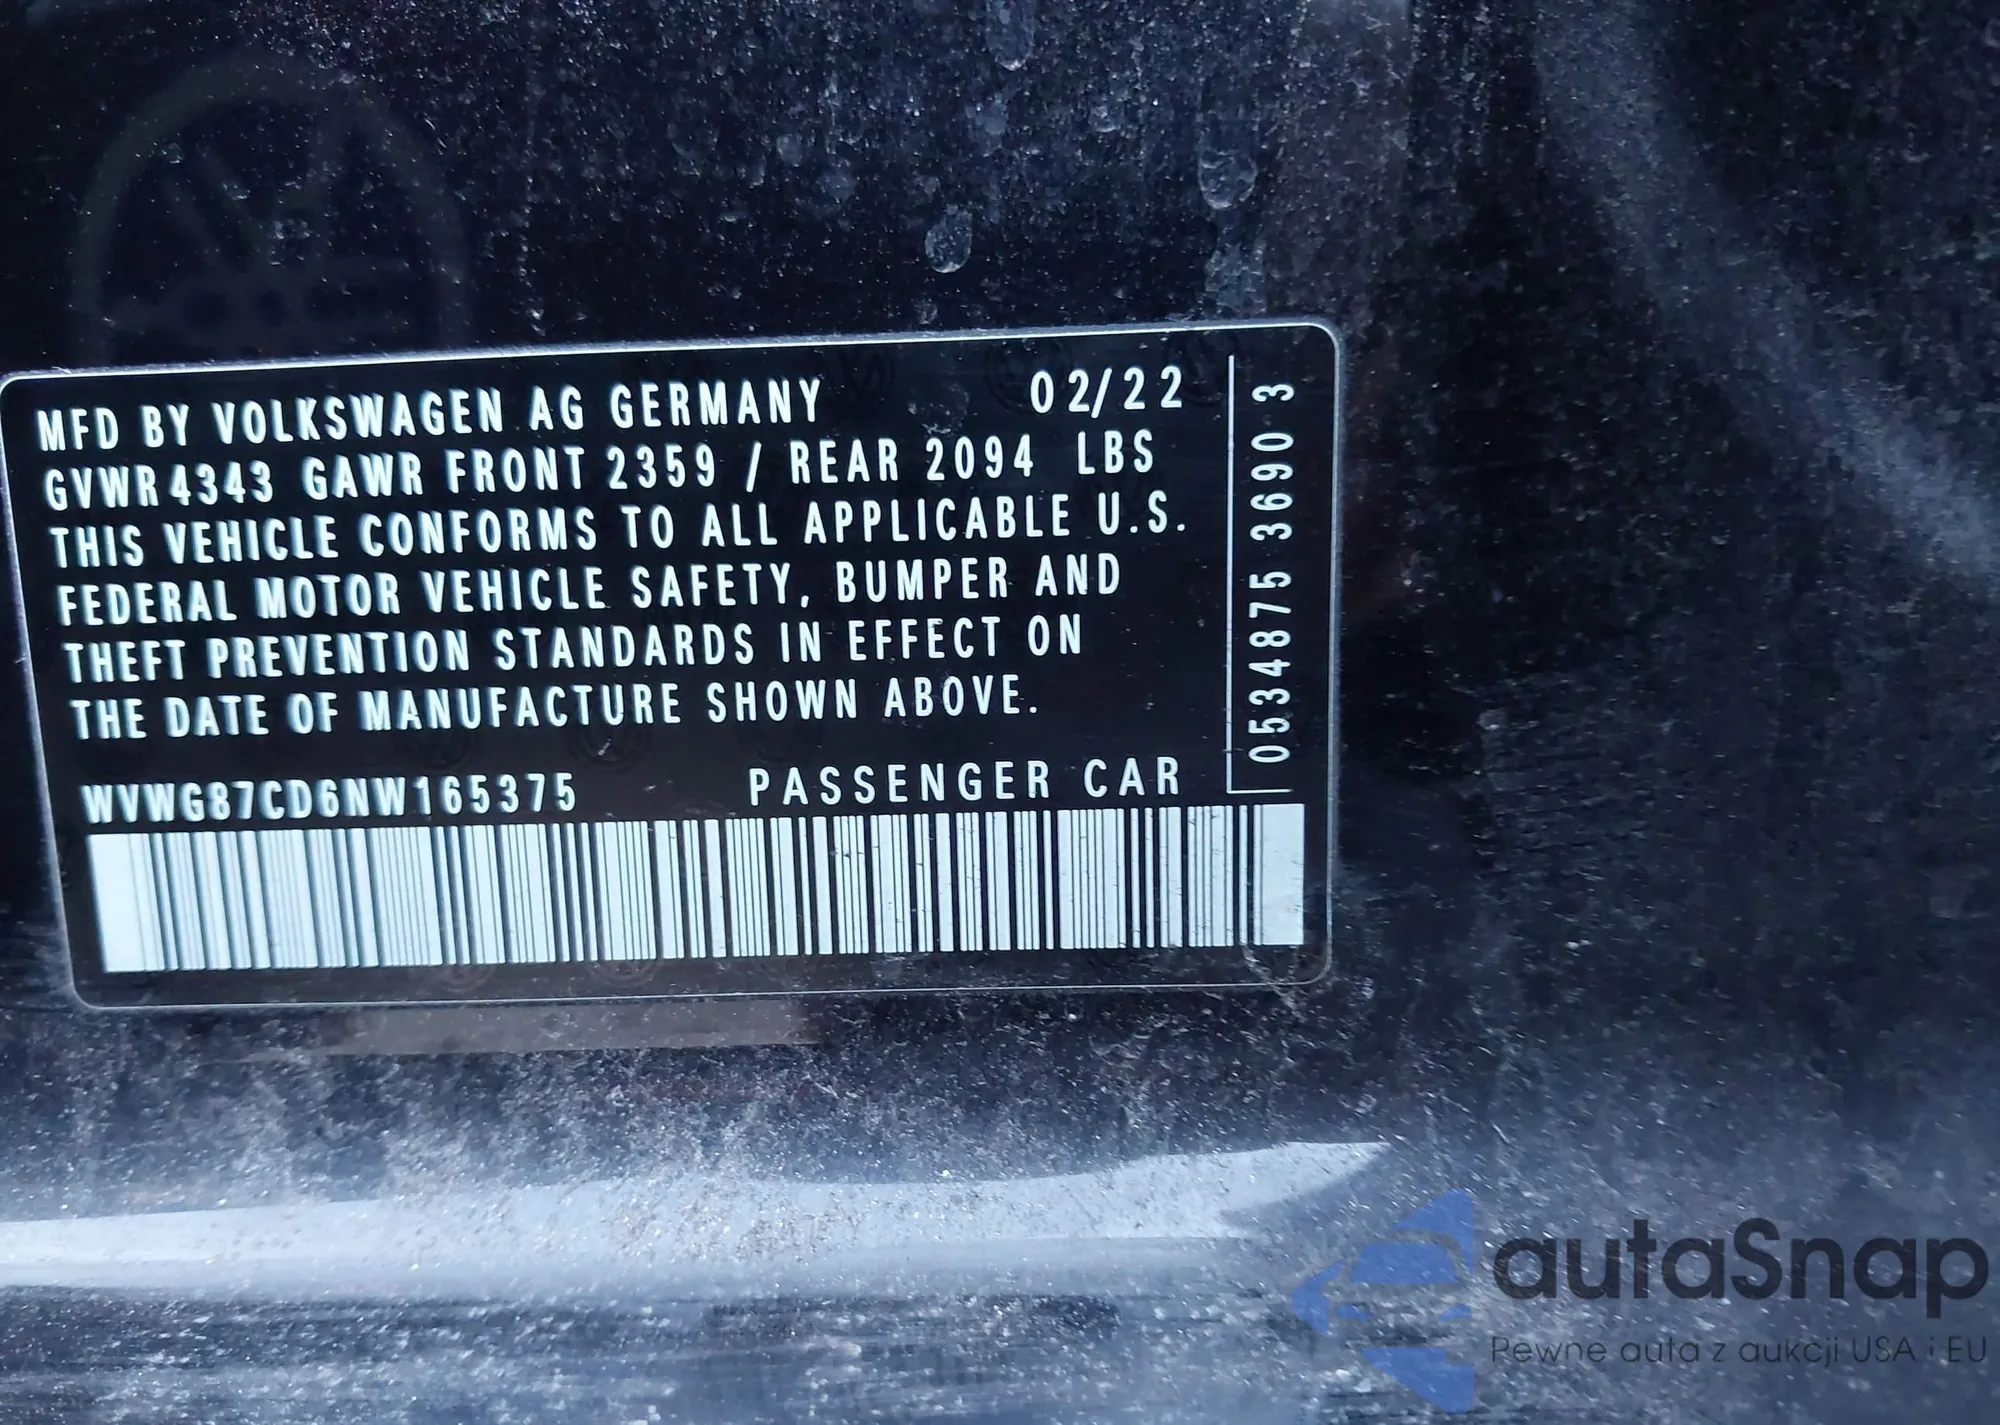 MFD BY VOLKSWAGEN AG GERMANY 02/22
GVWR 4343 GAWR FRONT 2359 / REAR 2094 LBS
THIS VEHICLE CONFORMS TO ALL APPLICABLE U.S.
FEDERAL MOTOR VEHICLE SAFETY, BUMPER AND
THEFT PREVENTION STANDARDS IN EFFECT ON
THE DATE OF MANUFACTURE SHOWN ABOVE.
WVWG87CD6NW165375 PASSENGER CAR
0534875 3690 3
autaSnap
Pewne auta z aukcji USA i EU